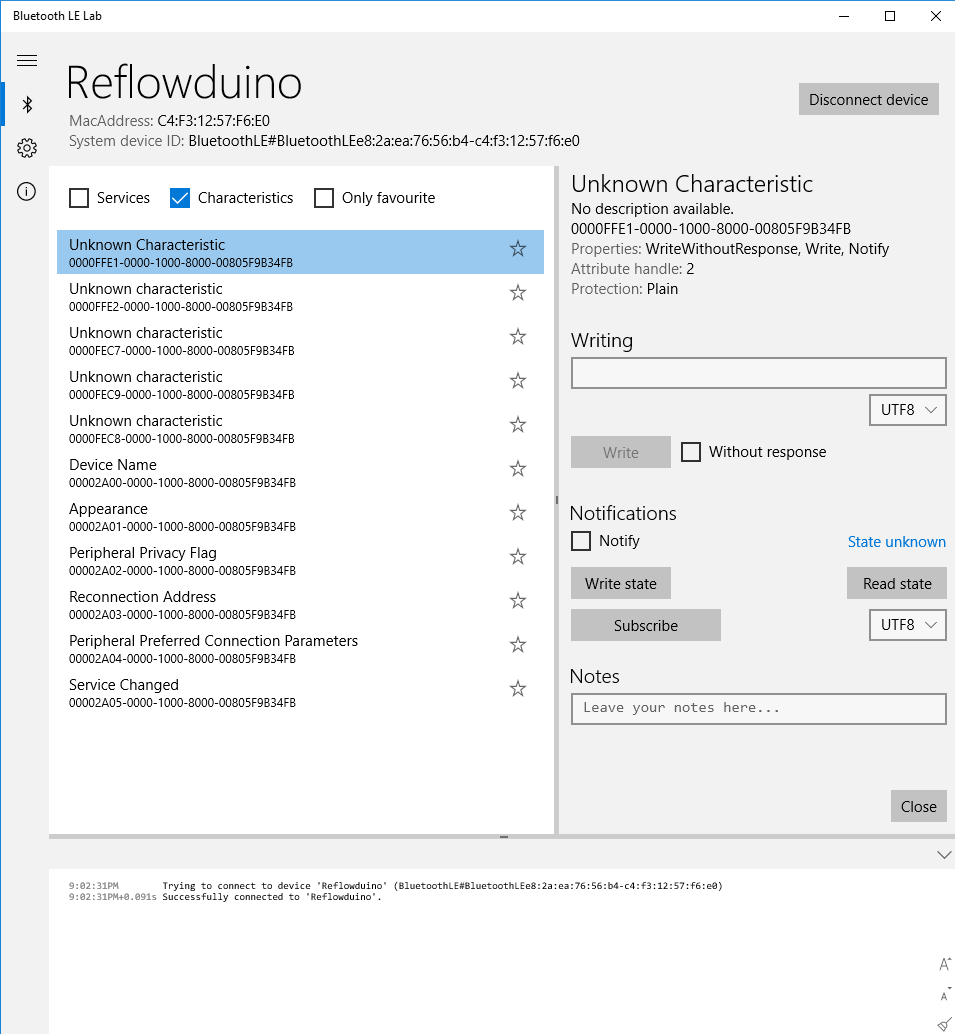 Bluetooth LE Lab
Reflowduino
MacAddress: C4:F3:12:57:F6:E0
System device ID: BluetoothLE#BluetoothLEe8:2a:ea:76:56:b4-c4:f3:12:57:f6:e0
Disconnect device
Services Characteristics Only favourite
Unknown Characteristic
0000FFE1-0000-1000-8000-00805F9B34FB
Unknown characteristic
0000FFE2-0000-1000-8000-00805F9B34FB
Unknown characteristic
0000FEC7-0000-1000-8000-00805F9B34FB
Unknown characteristic
0000FEC9-0000-1000-8000-00805F9B34FB
Unknown characteristic
0000FEC8-0000-1000-8000-00805F9B34FB
Device Name
00002A00-0000-1000-8000-00805F9B34FB
Appearance
00002A01-0000-1000-8000-00805F9B34FB
Peripheral Privacy Flag
00002A02-0000-1000-8000-00805F9B34FB
Reconnection Address
00002A03-0000-1000-8000-00805F9B34FB
Peripheral Preferred Connection Parameters
00002A04-0000-1000-8000-00805F9B34FB
Service Changed
00002A05-0000-1000-8000-00805F9B34FB
Unknown Characteristic
No description available.
0000FFE1-0000-1000-8000-00805F9B34FB
Properties: WriteWithoutResponse, Write, Notify
Attribute handle: 2
Protection: Plain
Writing
UTF8
Write Without response
Notifications
Notify State unknown
Write state Read state
Subscribe UTF8
Notes
Leave your notes here...
Close
9:02:31PM Trying to connect to device 'Reflowduino' (BluetoothLE#BluetoothLEe8:2a:ea:76:56:b4-c4:f3:12:57:f6:e0)
9:02:31PM+0.091s Successfully connected to 'Reflowduino'.
A
A